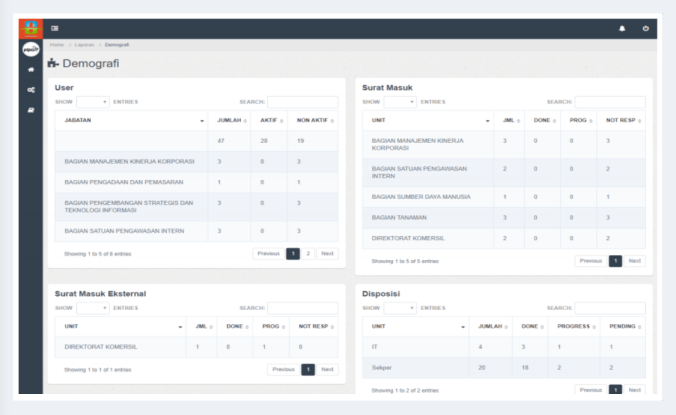 Home > Laporan > Demografi
Demografi
User
SHOW ENTRIES SEARCH:
JABATAN JUMLAH AKTIF NON AKTIF
47 28 19
BAGIAN MANAJEMEN KINERJA KORPORASI 3 0 3
BAGIAN PENGADAAN DAN PEMASARAN 1 0 1
BAGIAN PENGEMBANGAN STRATEGIS DAN
TEKNOLOGI INFORMASI 3 0 3
BAGIAN SATUAN PENGAWASAN INTERN 3 0 3
Showing 1 to 5 of 8 entries Previous 1 2 Next
Surat Masuk
SHOW ENTRIES SEARCH:
UNIT JML DONE PROG NOT RESP
BAGIAN MANAJEMEN KINERJA
KORPORASI 3 0 0 3
BAGIAN SATUAN PENGAWASAN
INTERN 2 0 0 2
BAGIAN SUMBER DAYA MANUSIA 1 0 0 1
BAGIAN TANAMAN 3 0 0 3
DIREKTORAT KOMERSIL 2 0 0 2
Showing 1 to 5 of 5 entries Previous 1 Next
Surat Masuk Eksternal
SHOW ENTRIES SEARCH:
UNIT JML DONE PROG NOT RESP
DIREKTORAT KOMERSIL 1 0 1 0
Showing 1 to 1 of 1 entries Previous 1 Next
Disposisi
SHOW ENTRIES SEARCH:
UNIT JUMLAH DONE PROGRESS PENDING
IT 4 3 1 1
Sekper 20 18 2 2
Showing 1 to 2 of 2 entries Previous 1 Next